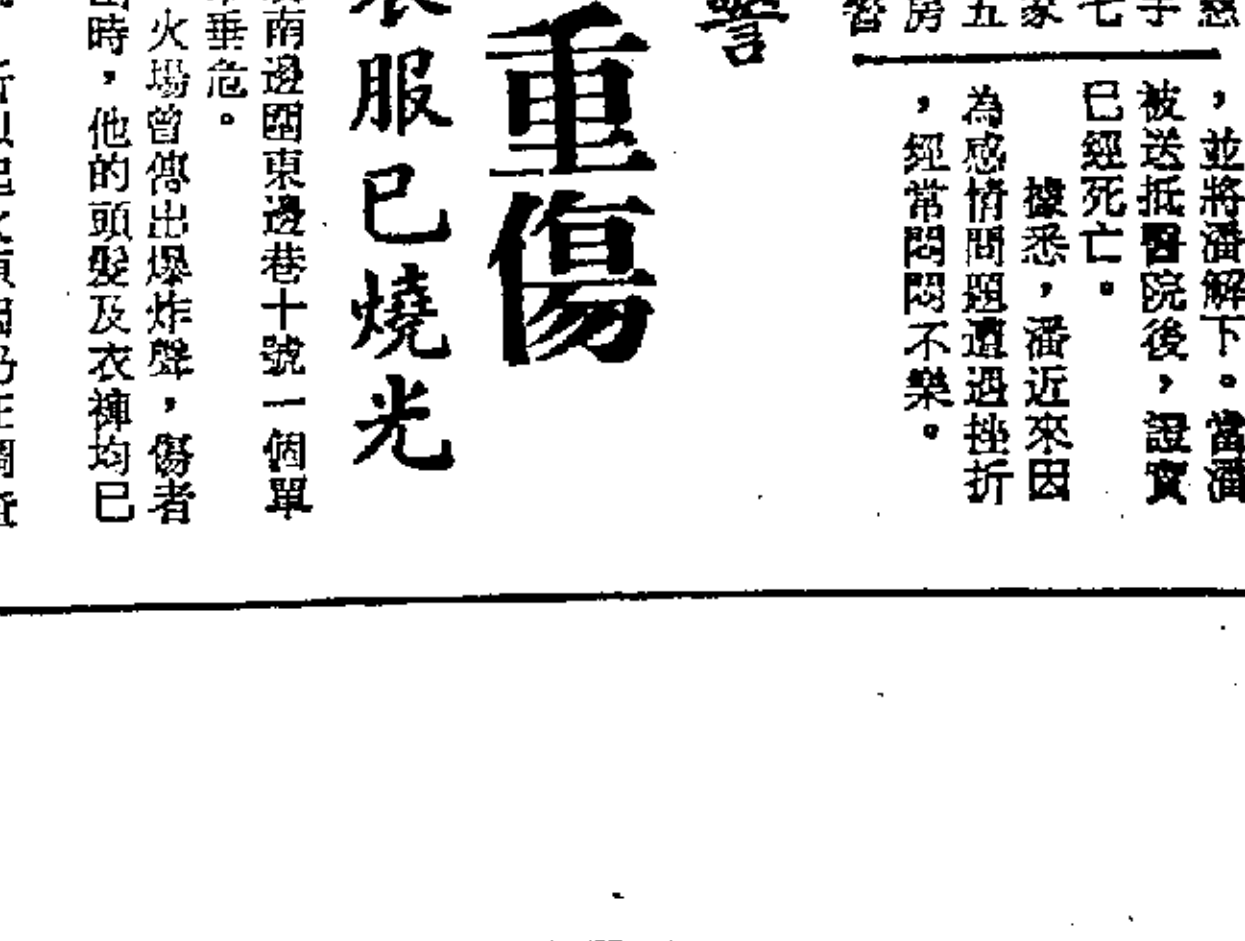 慈
子
七
家
五
房
，並將潘解下。當潘
被送抵醫院後，證實
已經死亡。
據悉，潘近來因
為感情問題遭遇挫折
，經常悶悶不樂。
警
重傷
衣服已燒光
南邊圍東邊巷十號一個單
垂危。
火場曾傳出爆炸聲，傷者
時，他的頭髮及衣褲均已